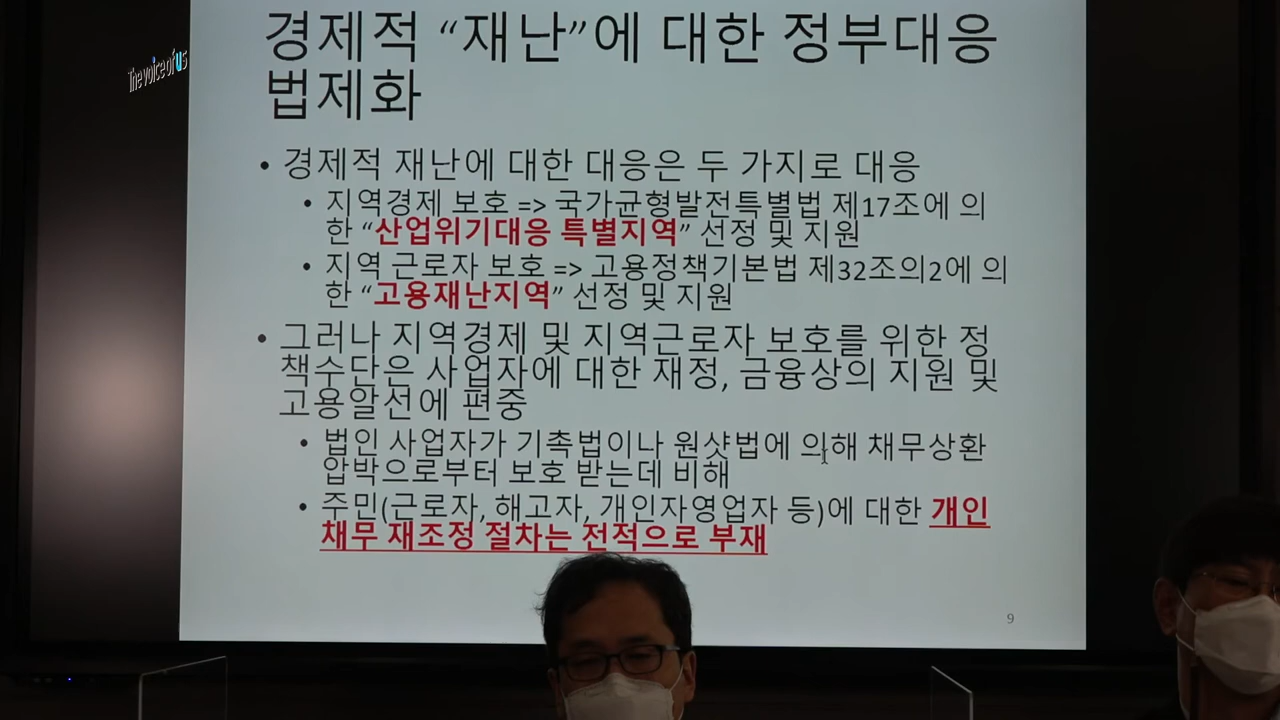 The voice of us
경제적 “재난”에 대한 정부대응
법제화
• 경제적 재난에 대한 대응은 두 가지로 대응
• 지역경제 보호 => 국가균형발전특별법 제17조에 의
한 “산업위기대응 특별지역” 선정 및 지원
• 지역 근로자 보호 => 고용정책기본법 제32조의2에 의
한 “고용재난지역” 선정 및 지원
• 그러나 지역경제 및 지역근로자 보호를 위한 정
책수단은 사업자에 대한 재정, 금융상의 지원 및
고용알선에 편중
• 법인 사업자가 기촉법이나 원샷법에 의해 채무상환
압박으로부터 보호 받는데 비해
• 주민(근로자, 해고자, 개인자영업자 등)에 대한 개인
채무 재조정 절차는 전적으로 부재
9